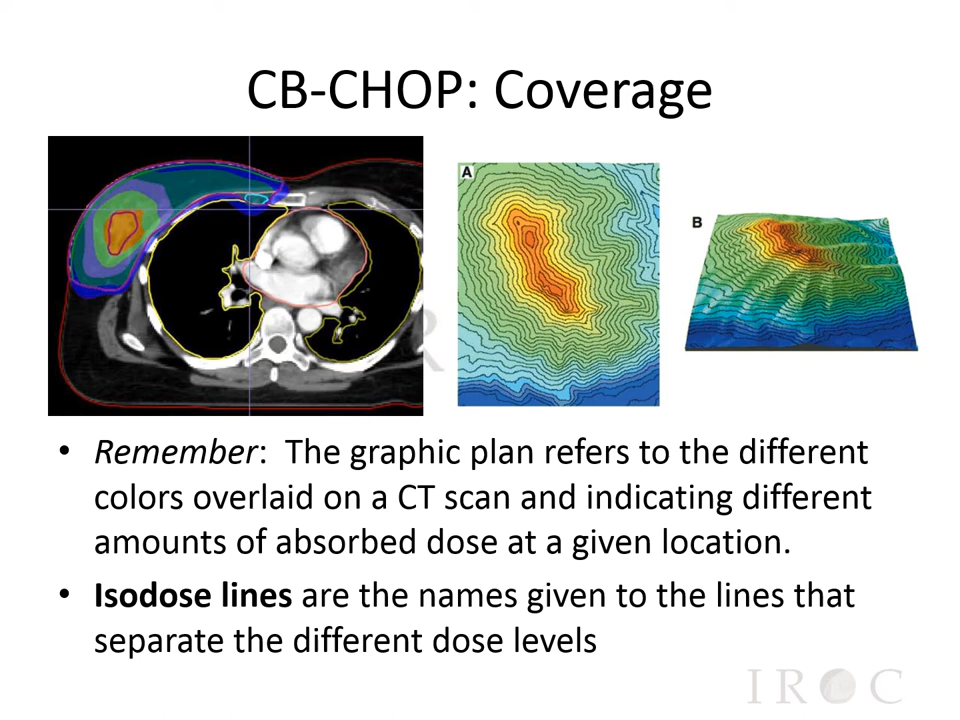 CB-CHOP: Coverage
A
B
• Remember:  The graphic plan refers to the different
colors overlaid on a CT scan and indicating different
amounts of absorbed dose at a given location.
• Isodose lines are the names given to the lines that
separate the different dose levels
IROC